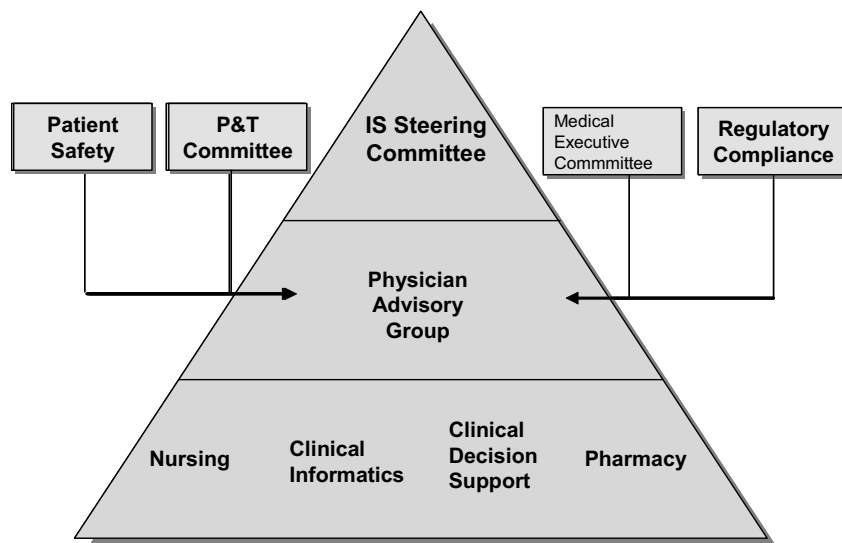 Patient
Safety
P&T
Committee
IS Steering
Committee
Medical
Executive
Commmittee
Regulatory
Compliance
Physician
Advisory
Group
Nursing
Clinical
Informatics
Clinical
Decision
Support
Pharmacy